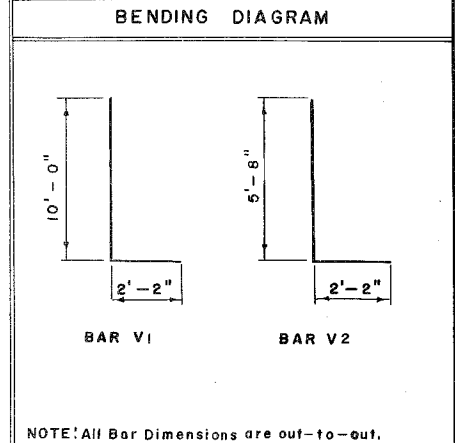 BENDING DIAGRAM
10'-0"
5'-8"
2'-2"
2'-2"
BAR V1
BAR V2
NOTE: All Bar Dimensions are out-to-out.